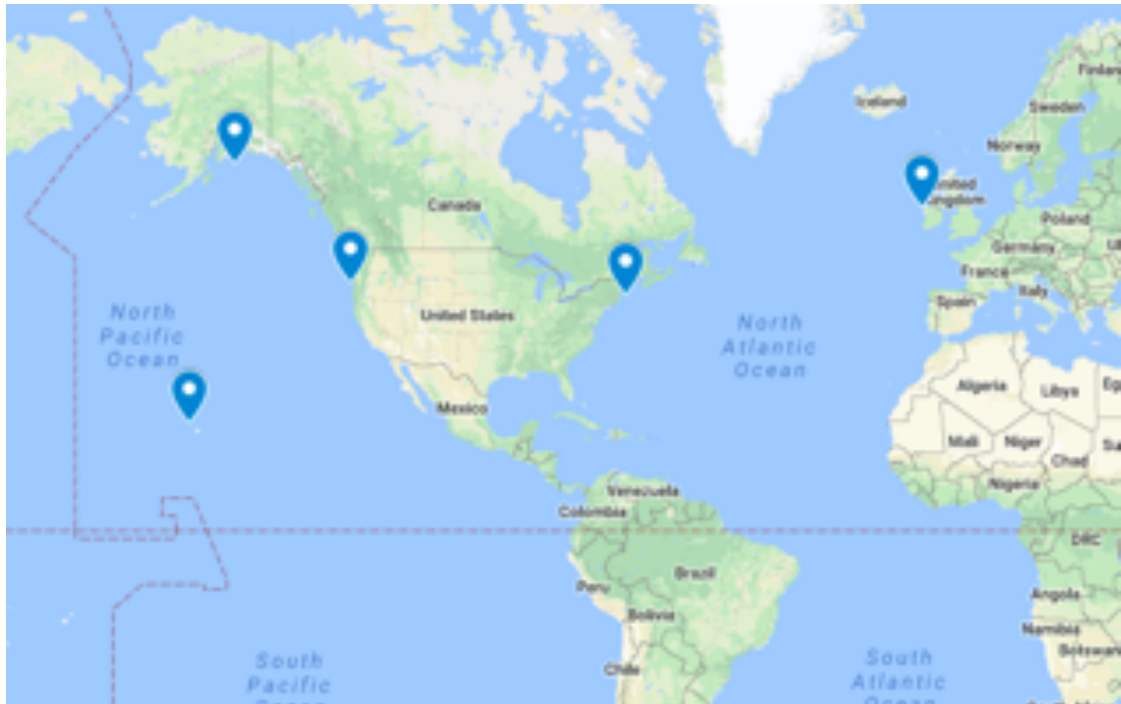 Iceland
Finland
Sweden
Norway
United
Kingdom
Canada
Poland
Germany
France
Italy
Spain
United States
North
Pacific
Ocean
North
Atlantic
Ocean
Algeria
Libya
Mexico
Mali
Niger
Chad
Nigeria
Venezuela
Colombia
DRC
Brazil
Peru
Angola
Bolivia
Namibia
Botswan
Chile
South
Pacific
Ocean
South
Atlantic
Ocean